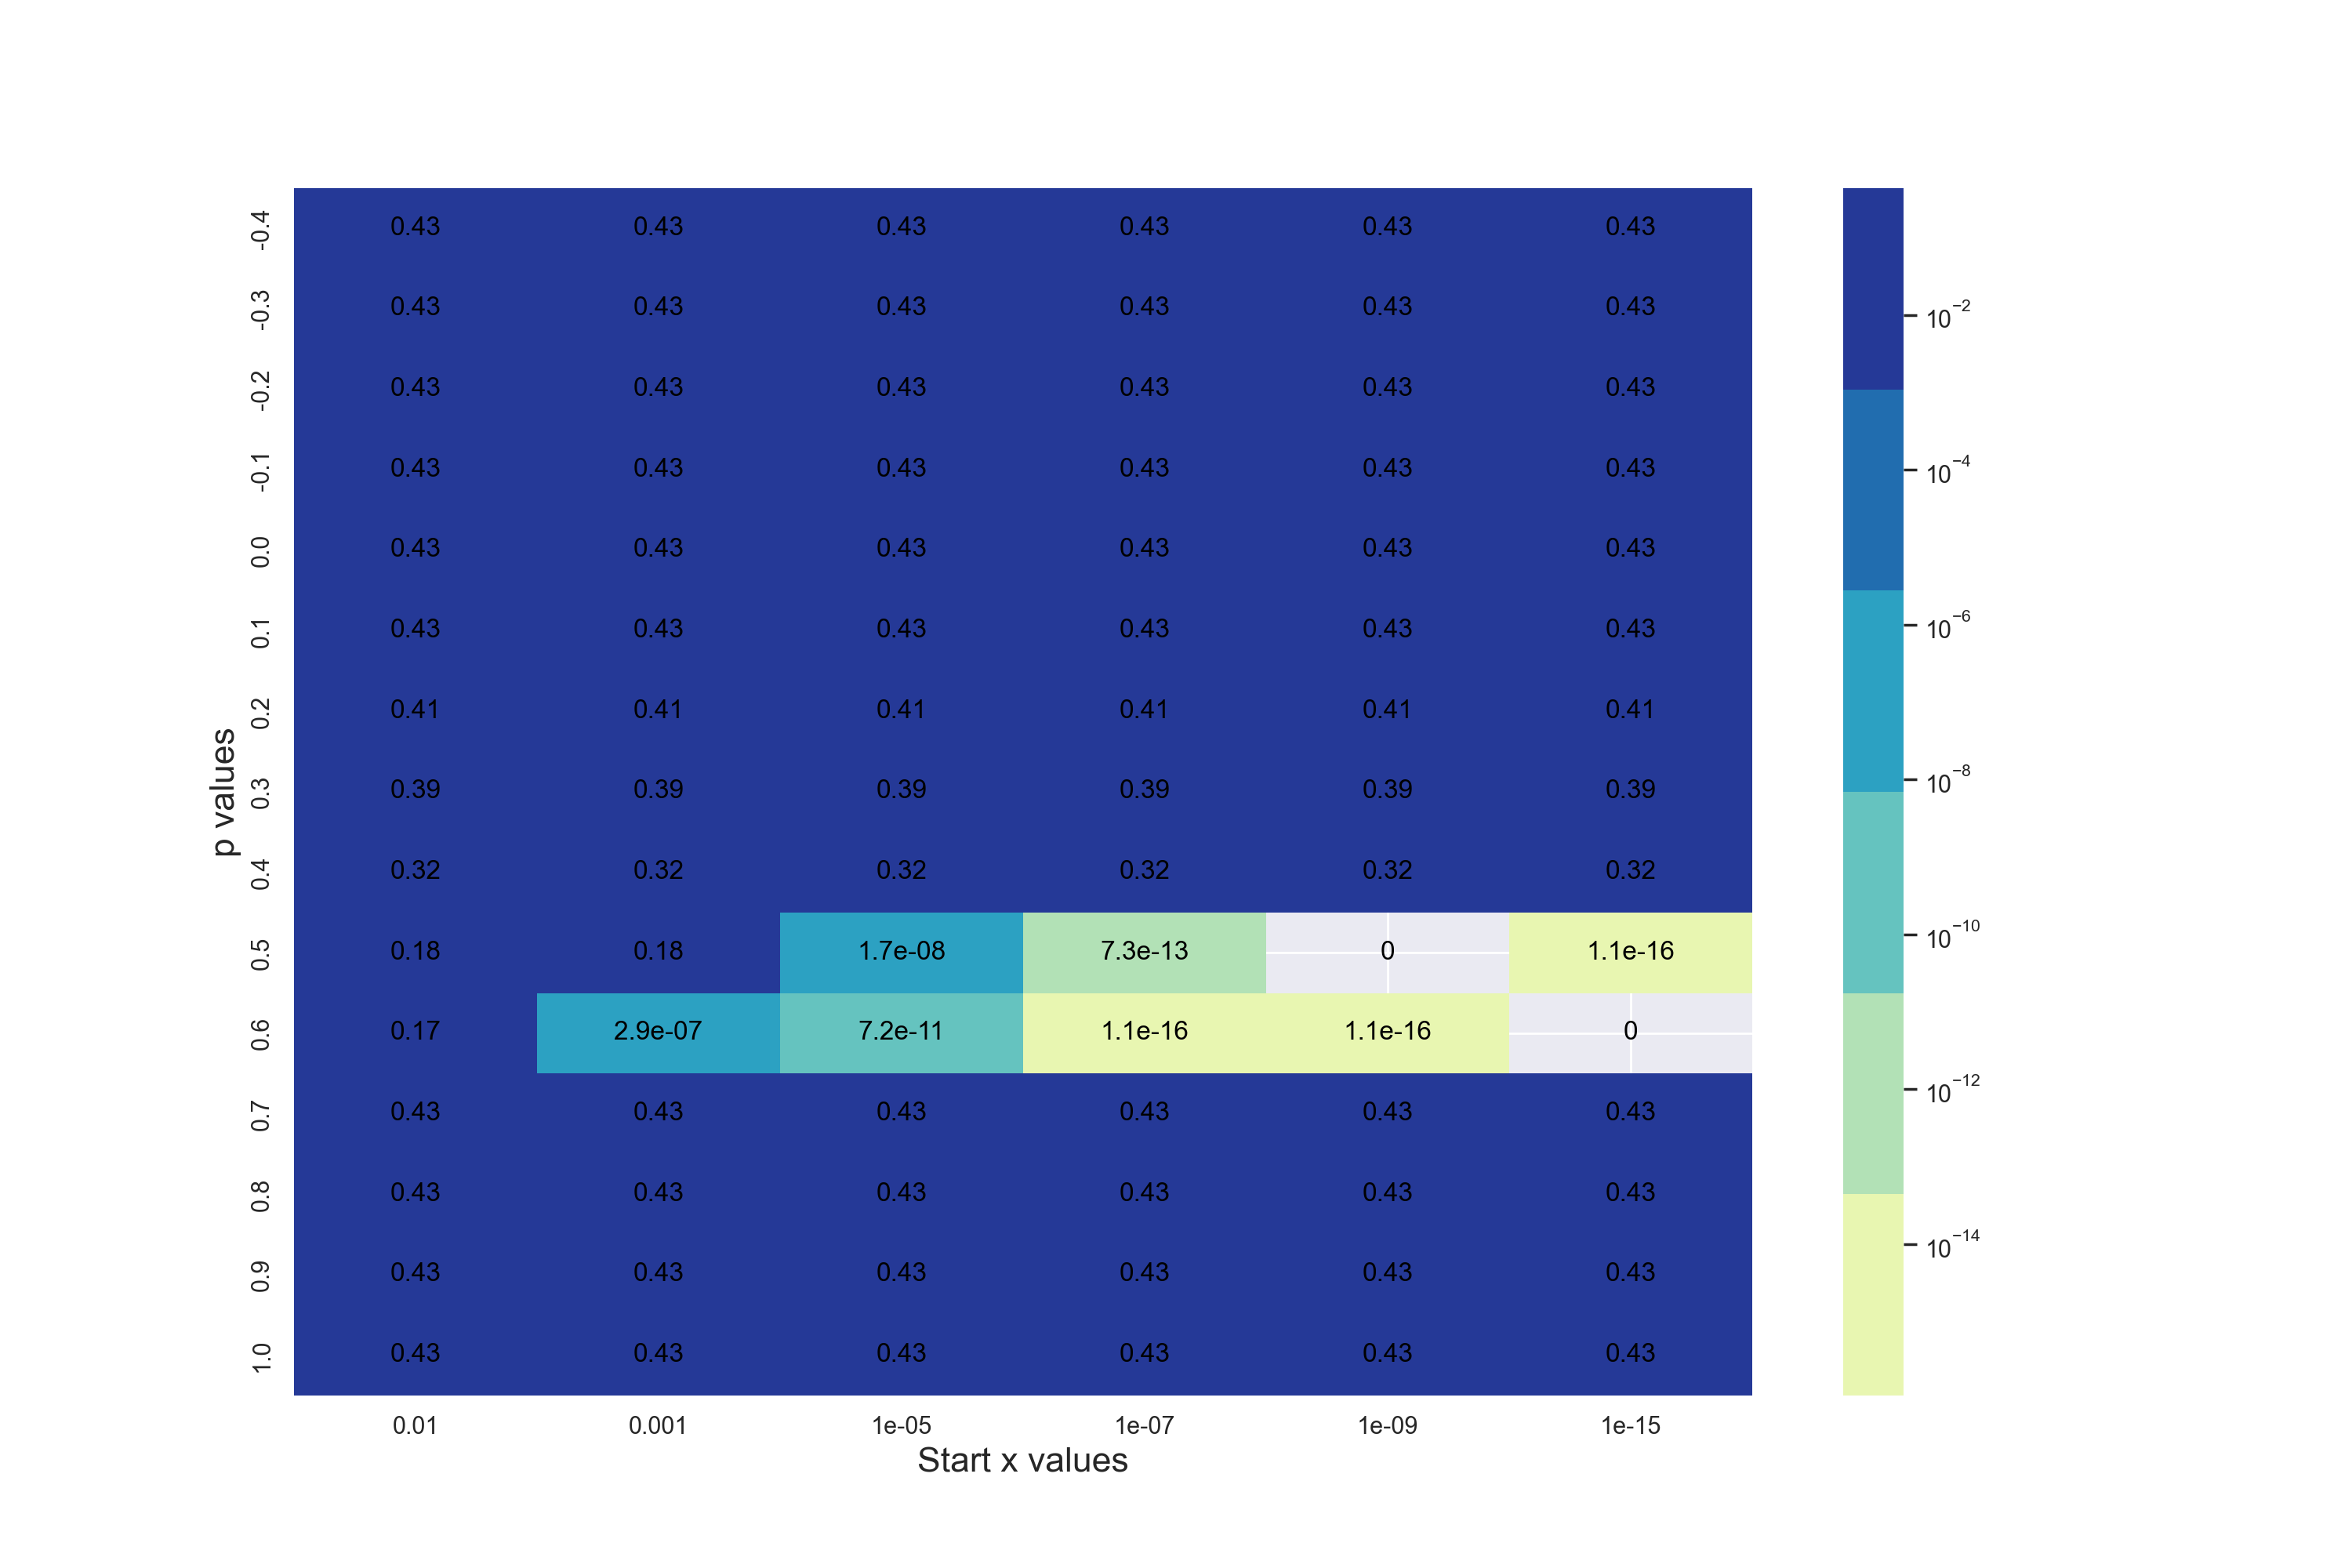 -0.4 0.43 0.43 0.43 0.43 0.43 0.43
-0.3 0.43 0.43 0.43 0.43 0.43 0.43
10−2
-0.2 0.43 0.43 0.43 0.43 0.43 0.43
-0.1 0.43 0.43 0.43 0.43 0.43 0.43
10−4
0.0 0.43 0.43 0.43 0.43 0.43 0.43
0.1 0.43 0.43 0.43 0.43 0.43 0.43
10−6
0.2 0.41 0.41 0.41 0.41 0.41 0.41
p values
0.3 0.39 0.39 0.39 0.39 0.39 0.39
10−8
0.4 0.32 0.32 0.32 0.32 0.32 0.32
0.5 0.18 0.18 1.7e-08 7.3e-13 0 1.1e-16
10−10
0.6 0.17 2.9e-07 7.2e-11 1.1e-16 1.1e-16 0
10−12
0.7 0.43 0.43 0.43 0.43 0.43 0.43
0.8 0.43 0.43 0.43 0.43 0.43 0.43
10−14
0.9 0.43 0.43 0.43 0.43 0.43 0.43
1.0 0.43 0.43 0.43 0.43 0.43 0.43
0.01 0.001 1e-05 1e-07 1e-09 1e-15
Start x values